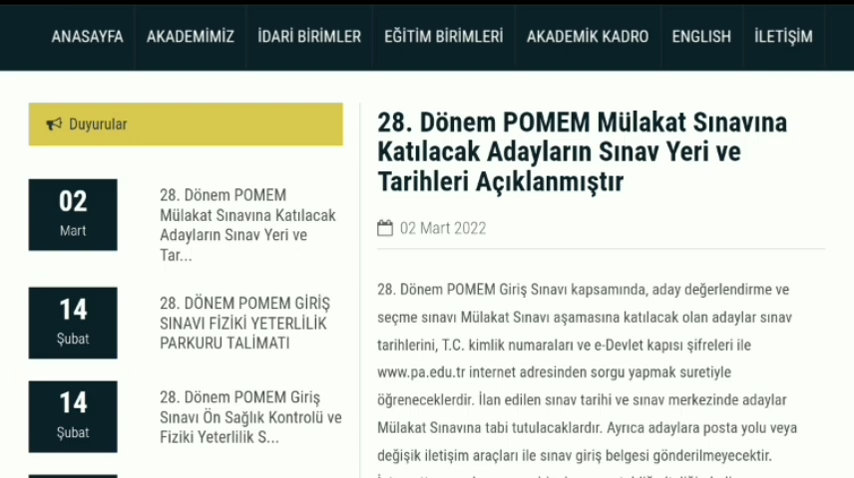 ANASAYFA AKADEMİMİZ İDARİ BİRİMLER EĞİTİM BİRİMLERİ AKADEMİK KADRO ENGLISH İLETİŞİM
Duyurular
02
Mart
28. Dönem POMEM
Mülakat Sınavına Katılacak
Adayların Sınav Yeri ve
Tar...
14
Şubat
28. DÖNEM POMEM GİRİŞ
SINAVI FİZİKİ YETERLİLİK
PARKURU TALİMATI
14
Şubat
28. Dönem POMEM Giriş
Sınavı Ön Sağlık Kontrolü ve
Fiziki Yeterlilik S...
28. Dönem POMEM Mülakat Sınavına
Katılacak Adayların Sınav Yeri ve
Tarihleri Açıklanmıştır
02 Mart 2022
28. Dönem POMEM Giriş Sınavı kapsamında, aday değerlendirme ve
seçme sınavı Mülakat Sınavı aşamasına katılacak olan adaylar sınav
tarihlerini, T.C. kimlik numaraları ve e-Devlet kapısı şifreleri ile
www.pa.edu.tr internet adresinden sorgu yapmak suretiyle
öğreneceklerdir. İlan edilen sınav tarihi ve sınav merkezinde adaylar
Mülakat Sınavına tabi tutulacaklardır. Ayrıca adaylara posta yolu veya
değişik iletişim araçları ile sınav giriş belgesi gönderilmeyecektir.